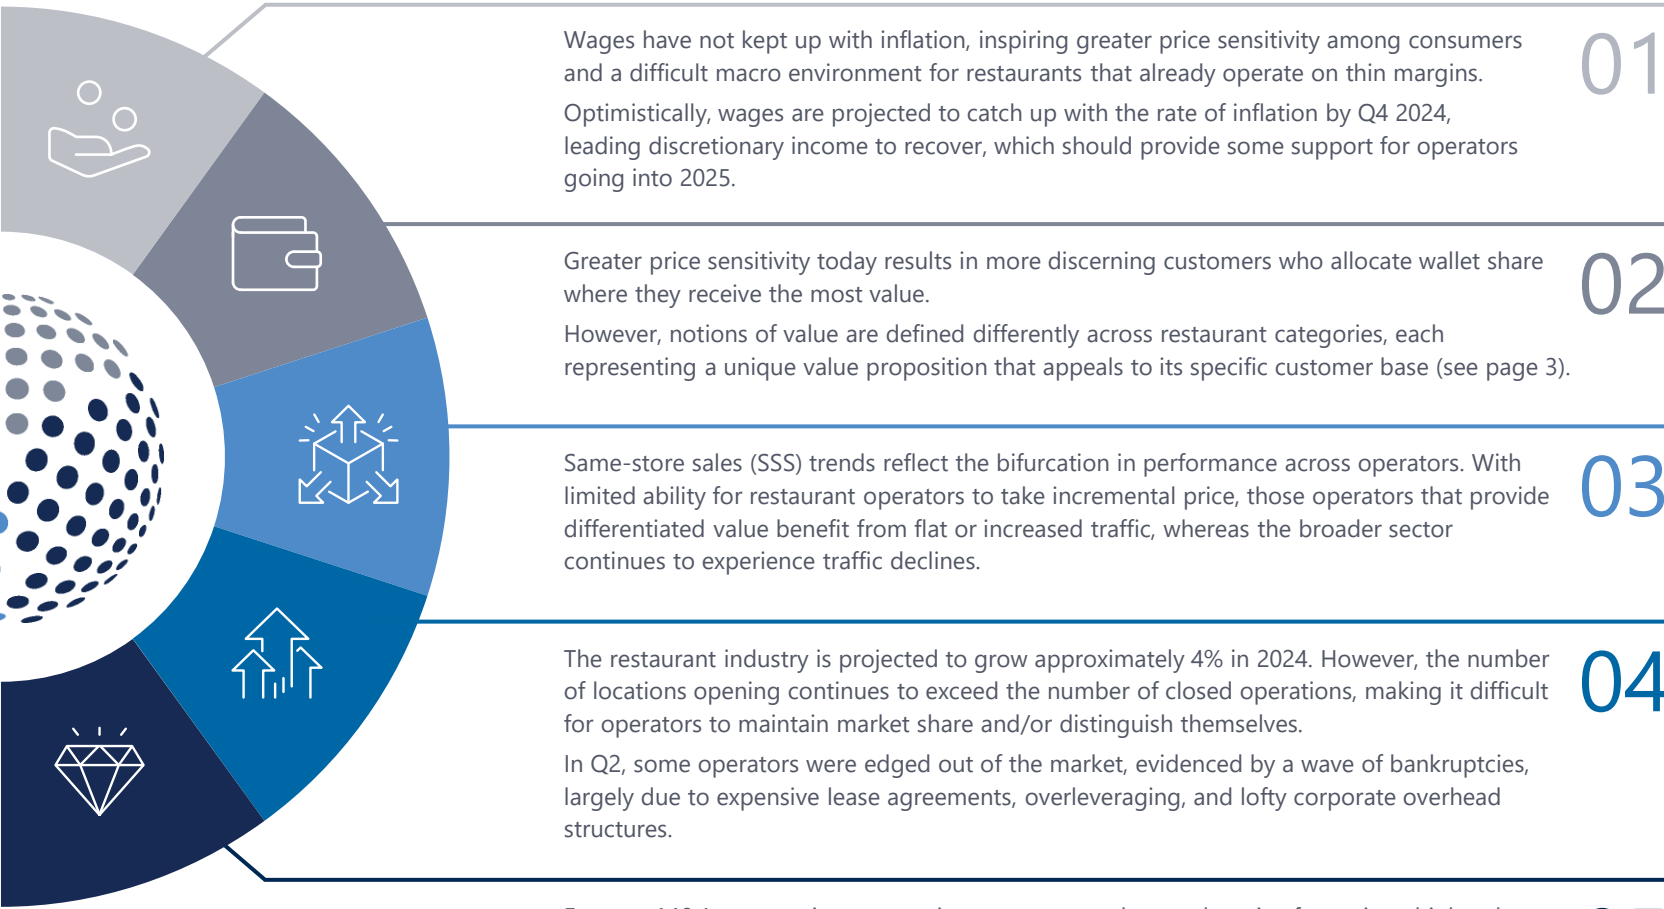 Wages have not kept up with inflation, inspiring greater price sensitivity among consumers
and a difficult macro environment for restaurants that already operate on thin margins.
Optimistically, wages are projected to catch up with the rate of inflation by Q4 2024,
leading discretionary income to recover, which should provide some support for operators
going into 2025.
01
Greater price sensitivity today results in more discerning customers who allocate wallet share
where they receive the most value.
However, notions of value are defined differently across restaurant categories, each
representing a unique value proposition that appeals to its specific customer base (see page 3).
02
Same-store sales (SSS) trends reflect the bifurcation in performance across operators. With
limited ability for restaurant operators to take incremental price, those operators that provide
differentiated value benefit from flat or increased traffic, whereas the broader sector
continues to experience traffic declines.
03
The restaurant industry is projected to grow approximately 4% in 2024. However, the number
of locations opening continues to exceed the number of closed operations, making it difficult
for operators to maintain market share and/or distinguish themselves.
In Q2, some operators were edged out of the market, evidenced by a wave of bankruptcies,
largely due to expensive lease agreements, overleveraging, and lofty corporate overhead
structures.
04